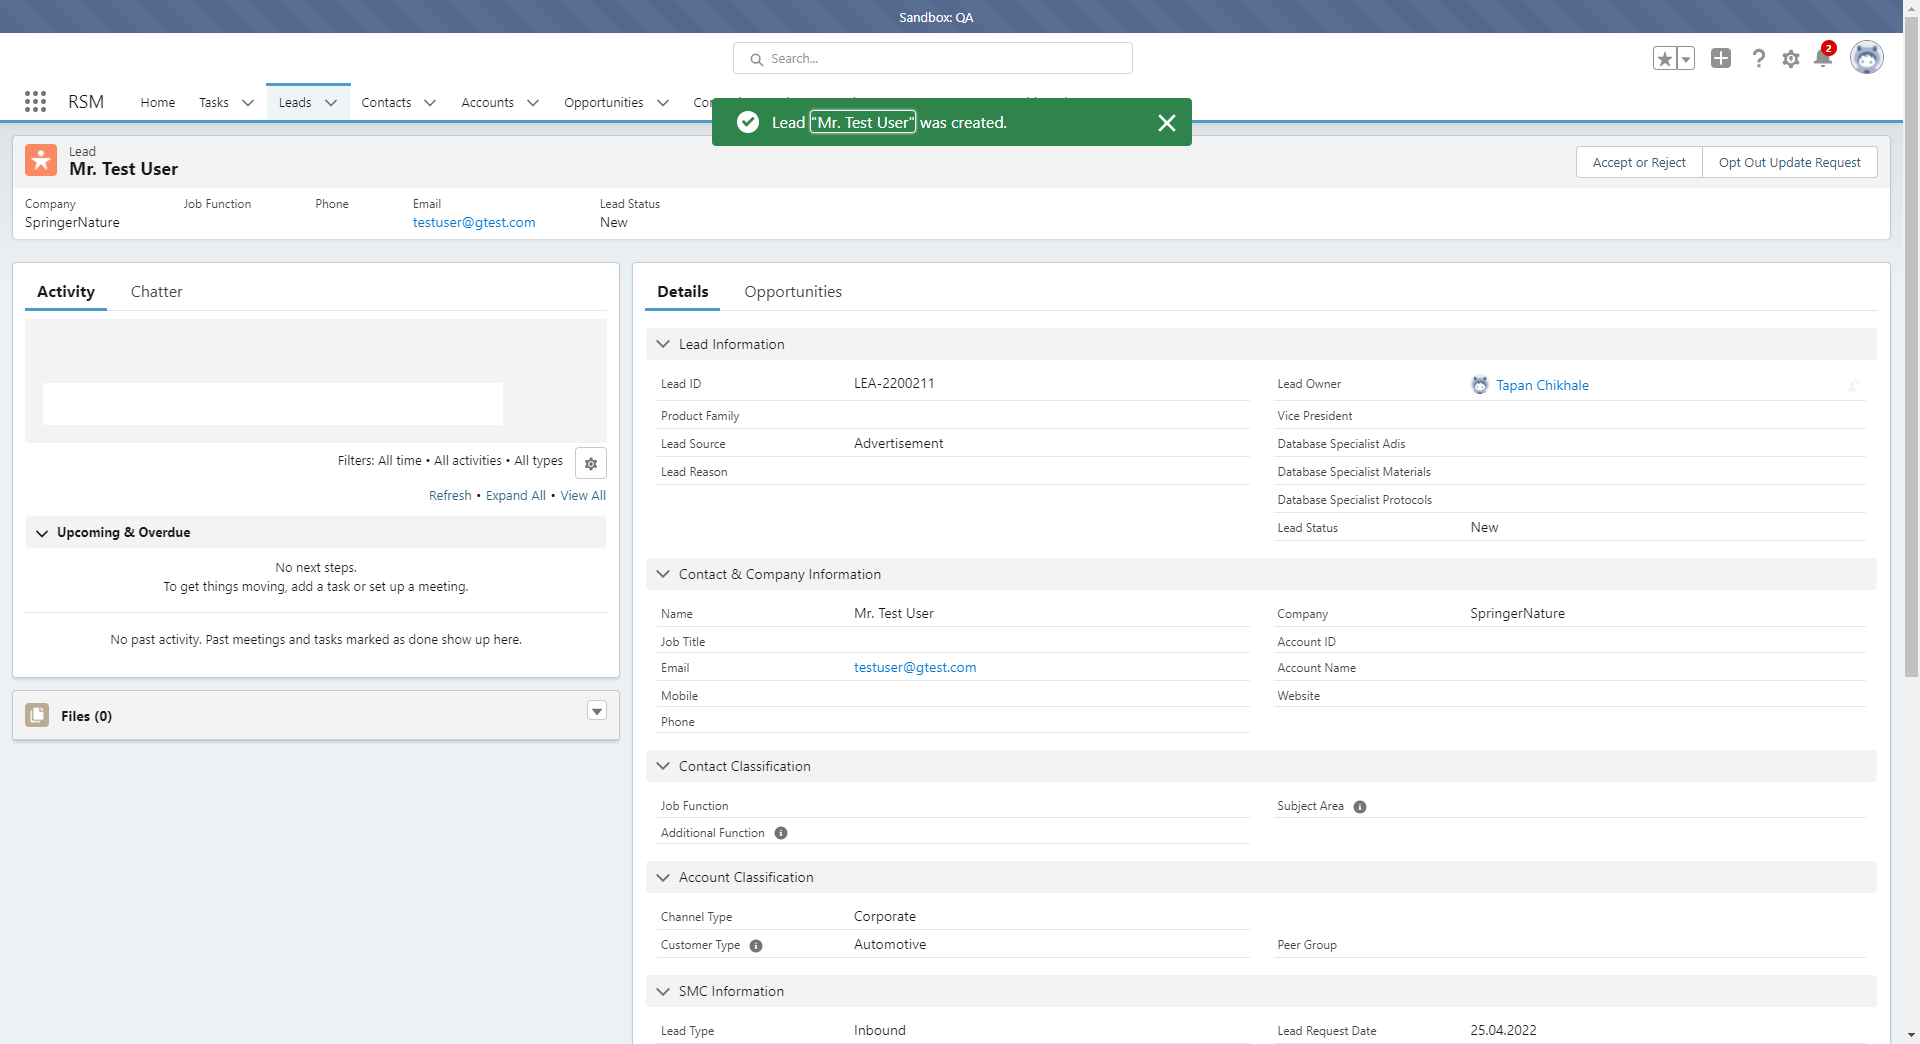 Sandbox: QA
Search...
2
RSM
Home
Tasks
Leads
Contacts
Accounts
Opportunities
Lead "Mr. Test User" was created.
Lead
Mr. Test User
Accept or Reject
Opt Out Update Request
Company
Job Function
Phone
Email
Lead Status
SpringerNature
testuser@gtest.com
New
Activity
Chatter
Filters: All time • All activities • All types
Refresh • Expand All • View All
Upcoming & Overdue
No next steps.
To get things moving, add a task or set up a meeting.
No past activity. Past meetings and tasks marked as done show up here.
Files (0)
Details
Opportunities
Lead Information
Lead ID LEA-2200211
Lead Owner Tapan Chikhale
Product Family
Vice President
Lead Source Advertisement
Database Specialist Adis
Lead Reason
Database Specialist Materials
Database Specialist Protocols
Lead Status New
Contact & Company Information
Name Mr. Test User
Company SpringerNature
Job Title
Account ID
Email testuser@gtest.com
Account Name
Mobile
Website
Phone
Contact Classification
Job Function
Subject Area
Additional Function
Account Classification
Channel Type Corporate
Customer Type Automotive
Peer Group
SMC Information
Lead Type Inbound
Lead Request Date 25.04.2022